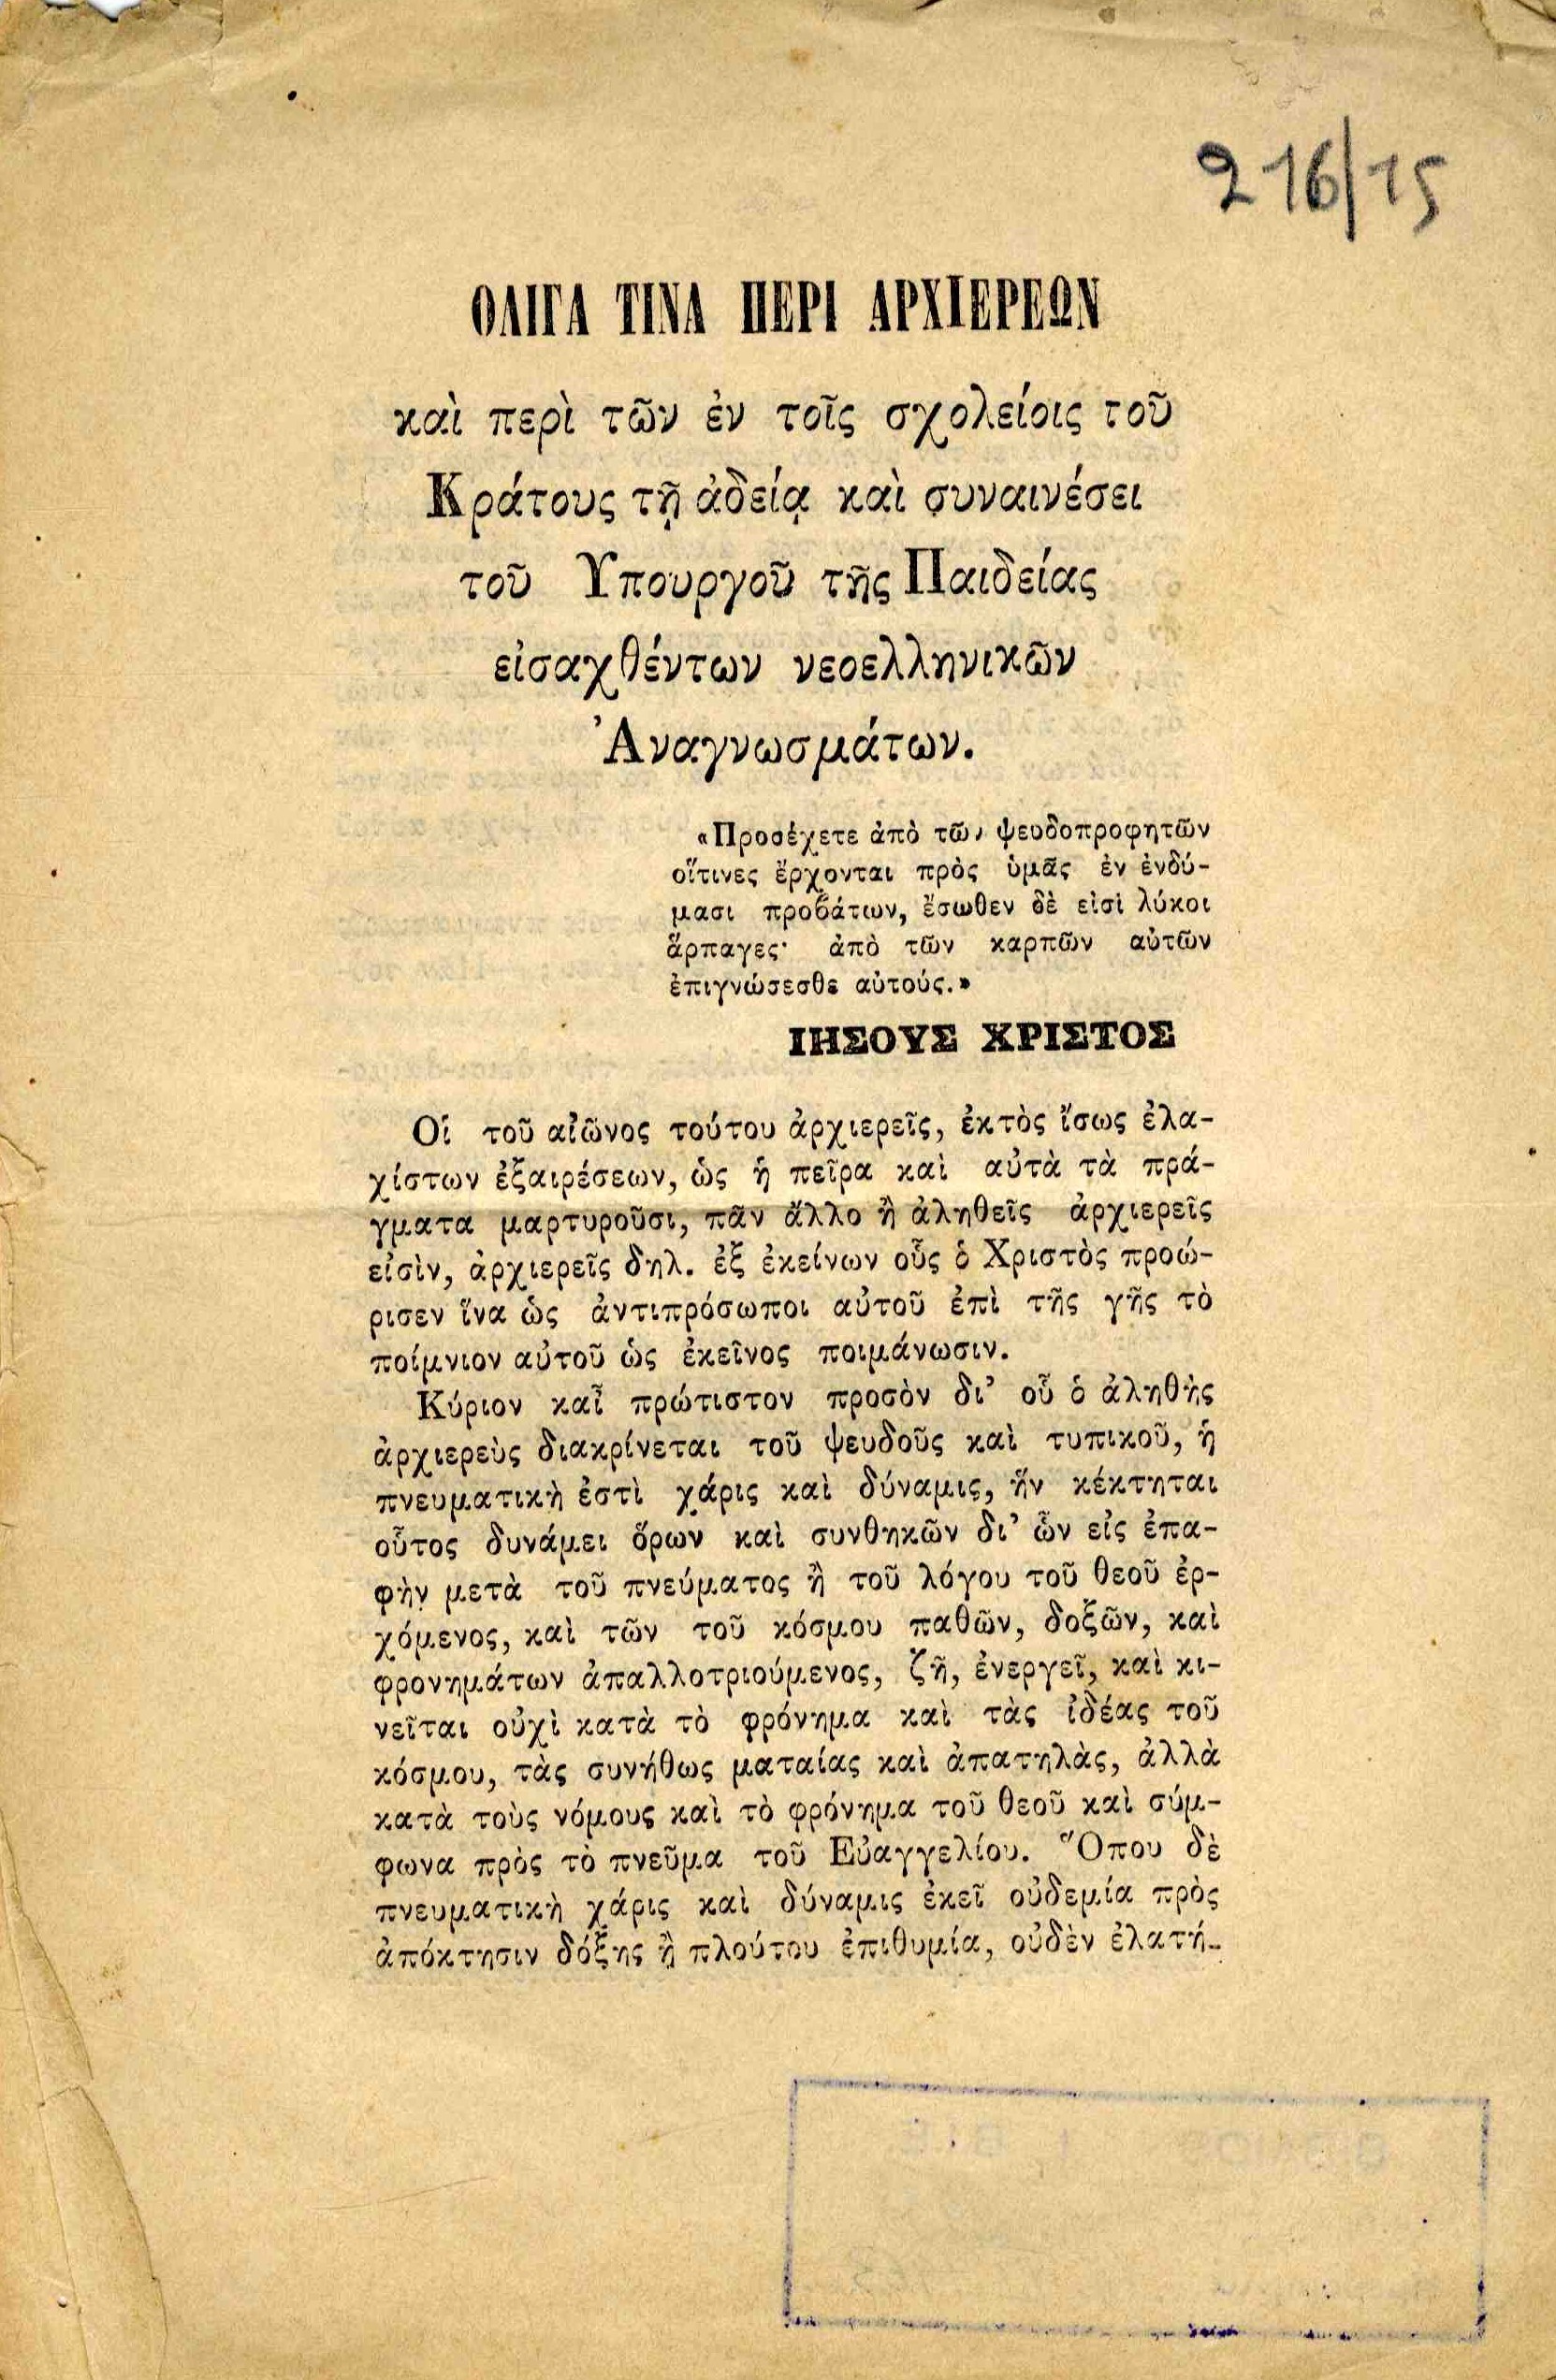 216/15
ΟΛΙΓΑ ΤΙΝΑ ΠΕΡΙ ΑΡΧΙΕΡΕΩΝ
καὶ περὶ τῶν ἐν τοῖς σχολείοις τοῦ
Κράτους τῇ ἀδείᾳ καὶ συναινέσει
τοῦ Υπουργοῦ τῆς Παιδείας
εἰσαχθέντων νεοελληνικῶν
Ἀναγνωσμάτων.
«Προσέχετε ἀπὸ τῶν ψευδοπροφητῶν
οἵτινες ἔρχονται πρὸς ὑμᾶς ἐν ἐνδύ-
μασι προβάτων, ἔσωθεν δὲ εἰσὶ λύκοι
ἅρπαγες· ἀπὸ τῶν καρπῶν αὐτῶν
ἐπιγνώσεσθε αὐτούς.»
ΙΗΣΟΥΣ ΧΡΙΣΤΟΣ
Οἱ τοῦ αἰῶνος τούτου ἀρχιερεῖς, ἐκτὸς ἴσως ἐλα-
χίστων ἐξαιρέσεων, ὡς ἡ πεῖρα καὶ αὐτὰ τὰ πρά-
γματα μαρτυροῦσι, πᾶν ἄλλο ἢ ἀληθεῖς ἀρχιερεῖς
εἰσὶν, ἀρχιερεῖς δηλ. ἐξ ἐκείνων οὓς ὁ Χριστὸς προώ-
ρισεν ἵνα ὡς ἀντιπρόσωποι αὐτοῦ ἐπὶ τῆς γῆς τὸ
ποίμνιον αὐτοῦ ὡς ἐκεῖνος ποιμάνωσιν.
Κύριον καὶ πρώτιστον προσὸν δι’ οὗ ὁ ἀληθὴς
ἀρχιερεὺς διακρίνεται τοῦ ψευδοῦς καὶ τυπικοῦ, ἡ
πνευματικὴ ἐστὶ χάρις καὶ δύναμις, ἥν κέκτηται
οὗτος δυνάμει ὅρων καὶ συνθηκῶν δι’ ὧν εἰς ἐπα-
φὴν μετὰ τοῦ πνεύματος ἢ τοῦ λόγου τοῦ θεοῦ ἐρ-
χόμενος, καὶ τῶν τοῦ κόσμου παθῶν, δοξῶν, καὶ
φρονημάτων ἀπαλλοτριούμενος, ζῆ, ἐνεργεῖ, καὶ κι-
νεῖται οὐχὶ κατὰ τὸ φρόνημα καὶ τὰς ἰδέας τοῦ
κόσμου, τὰς συνήθως ματαίας καὶ ἀπατηλὰς, ἀλλὰ
κατὰ τοὺς νόμους καὶ τὸ φρόνημα τοῦ θεοῦ καὶ σύμ-
φωνα πρὸς τὸ πνεῦμα τοῦ Εὐαγγελίου. Ὅπου δὲ
πνευματικὴ χάρις καὶ δύναμις ἐκεῖ οὐδεμία πρὸς
ἀπόκτησιν δόξης ἢ πλούτου ἐπιθυμία, οὐδὲν ἐλατή-